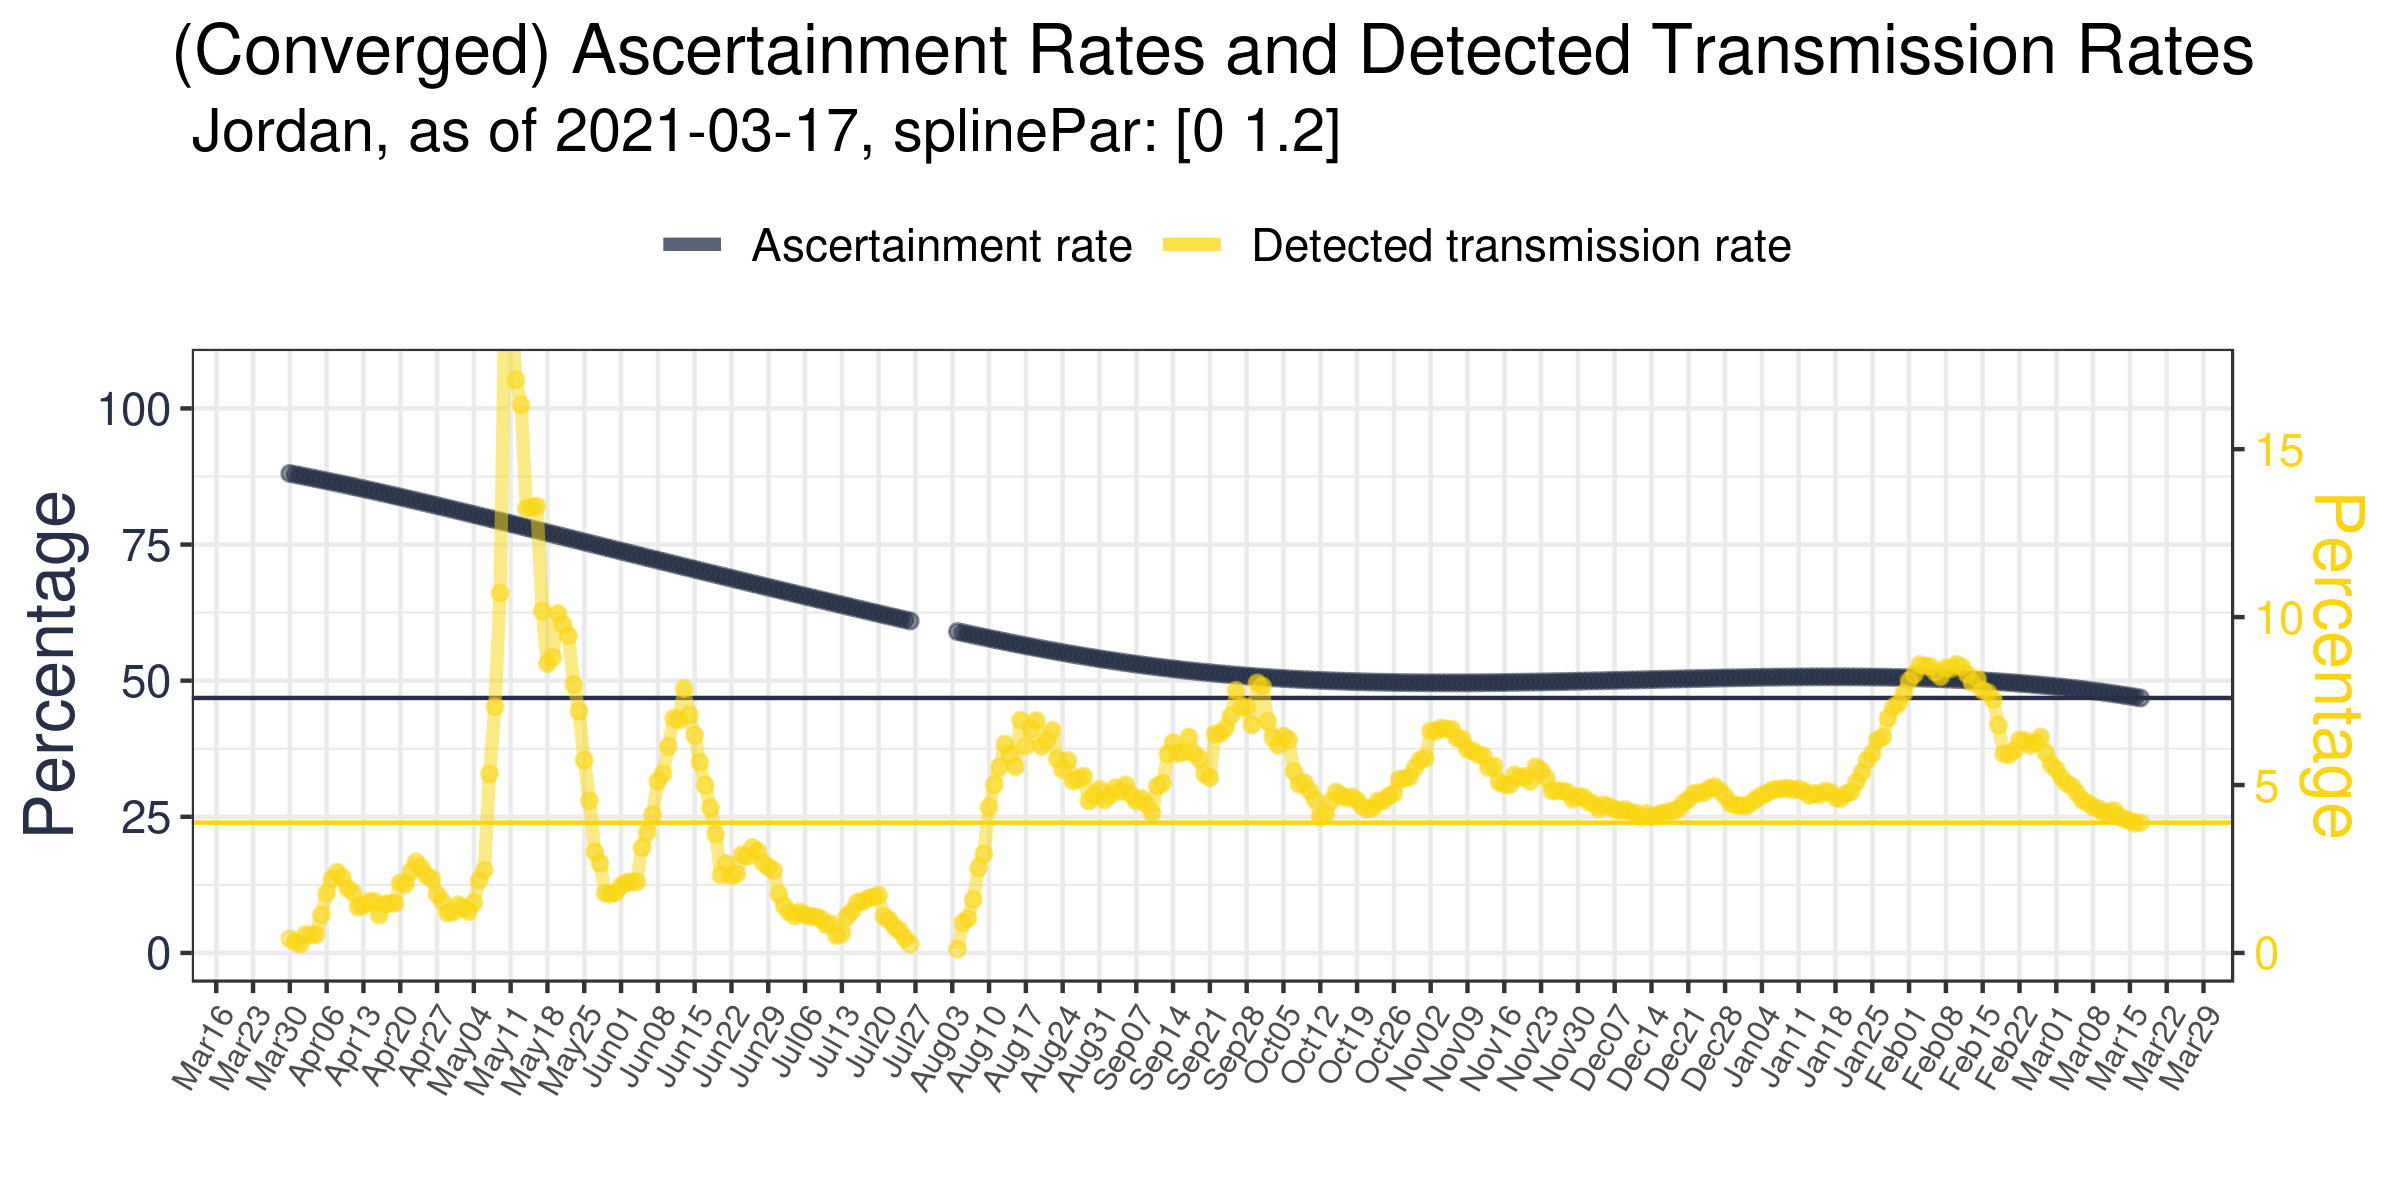 (Converged) Ascertainment Rates and Detected Transmission Rates
Jordan, as of 2021-03-17, splinePar: [0 1.2]
Ascertainment rate
Detected transmission rate
Percentage
100
75
50
25
0
15
10
5
0
Percentage
Mar16
Mar23
Mar30
Apr06
Apr13
Apr20
Apr27
May04
May11
May18
May25
Jun01
Jun08
Jun15
Jun22
Jun29
Jul06
Jul13
Jul20
Jul27
Aug03
Aug10
Aug17
Aug24
Aug31
Sep07
Sep14
Sep21
Sep28
Oct05
Oct12
Oct19
Oct26
Nov02
Nov09
Nov16
Nov23
Nov30
Dec07
Dec14
Dec21
Dec28
Jan04
Jan11
Jan18
Jan25
Feb01
Feb08
Feb15
Feb22
Mar01
Mar08
Mar15
Mar22
Mar29